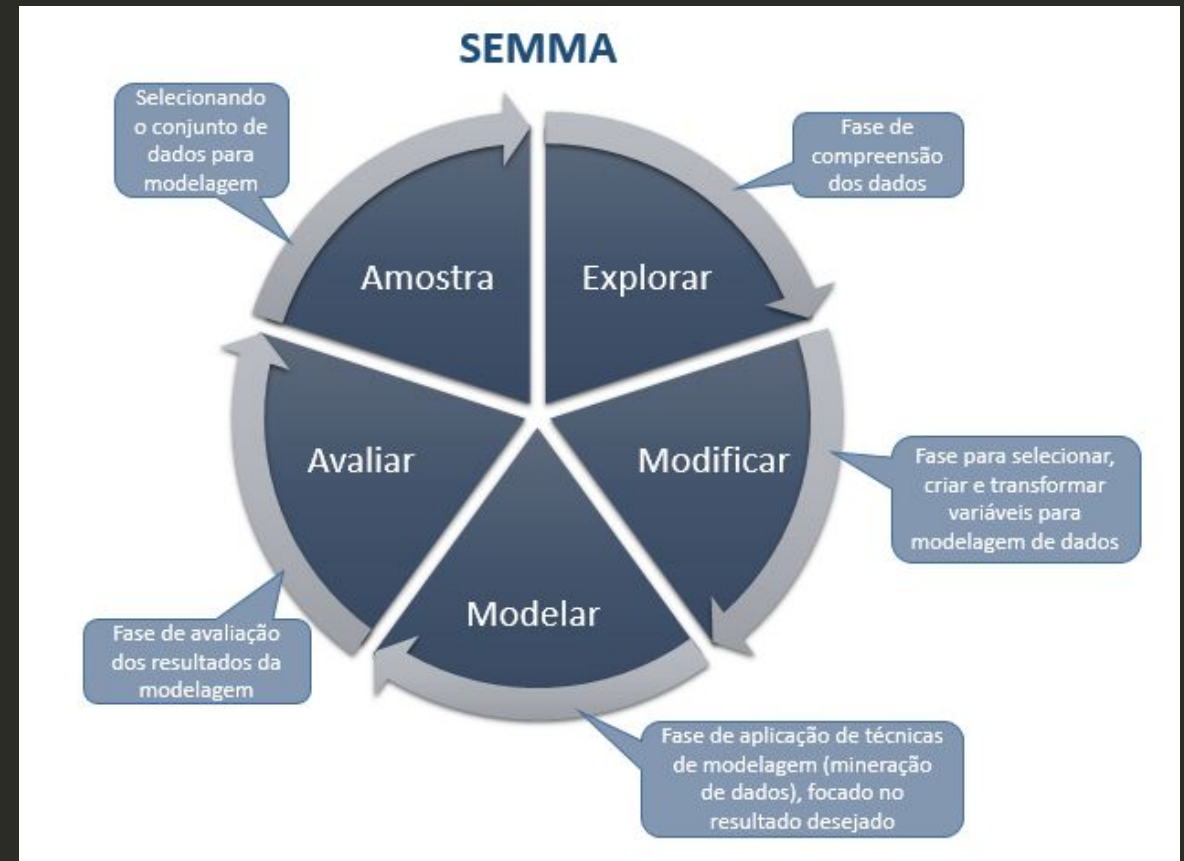 SEMMA
Selecionando
o conjunto de
dados para
modelagem
Amostra
Fase de
compreensão
dos dados
Explorar
Fase para selecionar,
criar e transformar
variáveis para
modelagem de dados
Modificar
Fase de aplicação de técnicas
de modelagem (mineração
de dados), focado no
resultado desejado
Modelar
Fase de avaliação
dos resultados da
modelagem
Avaliar